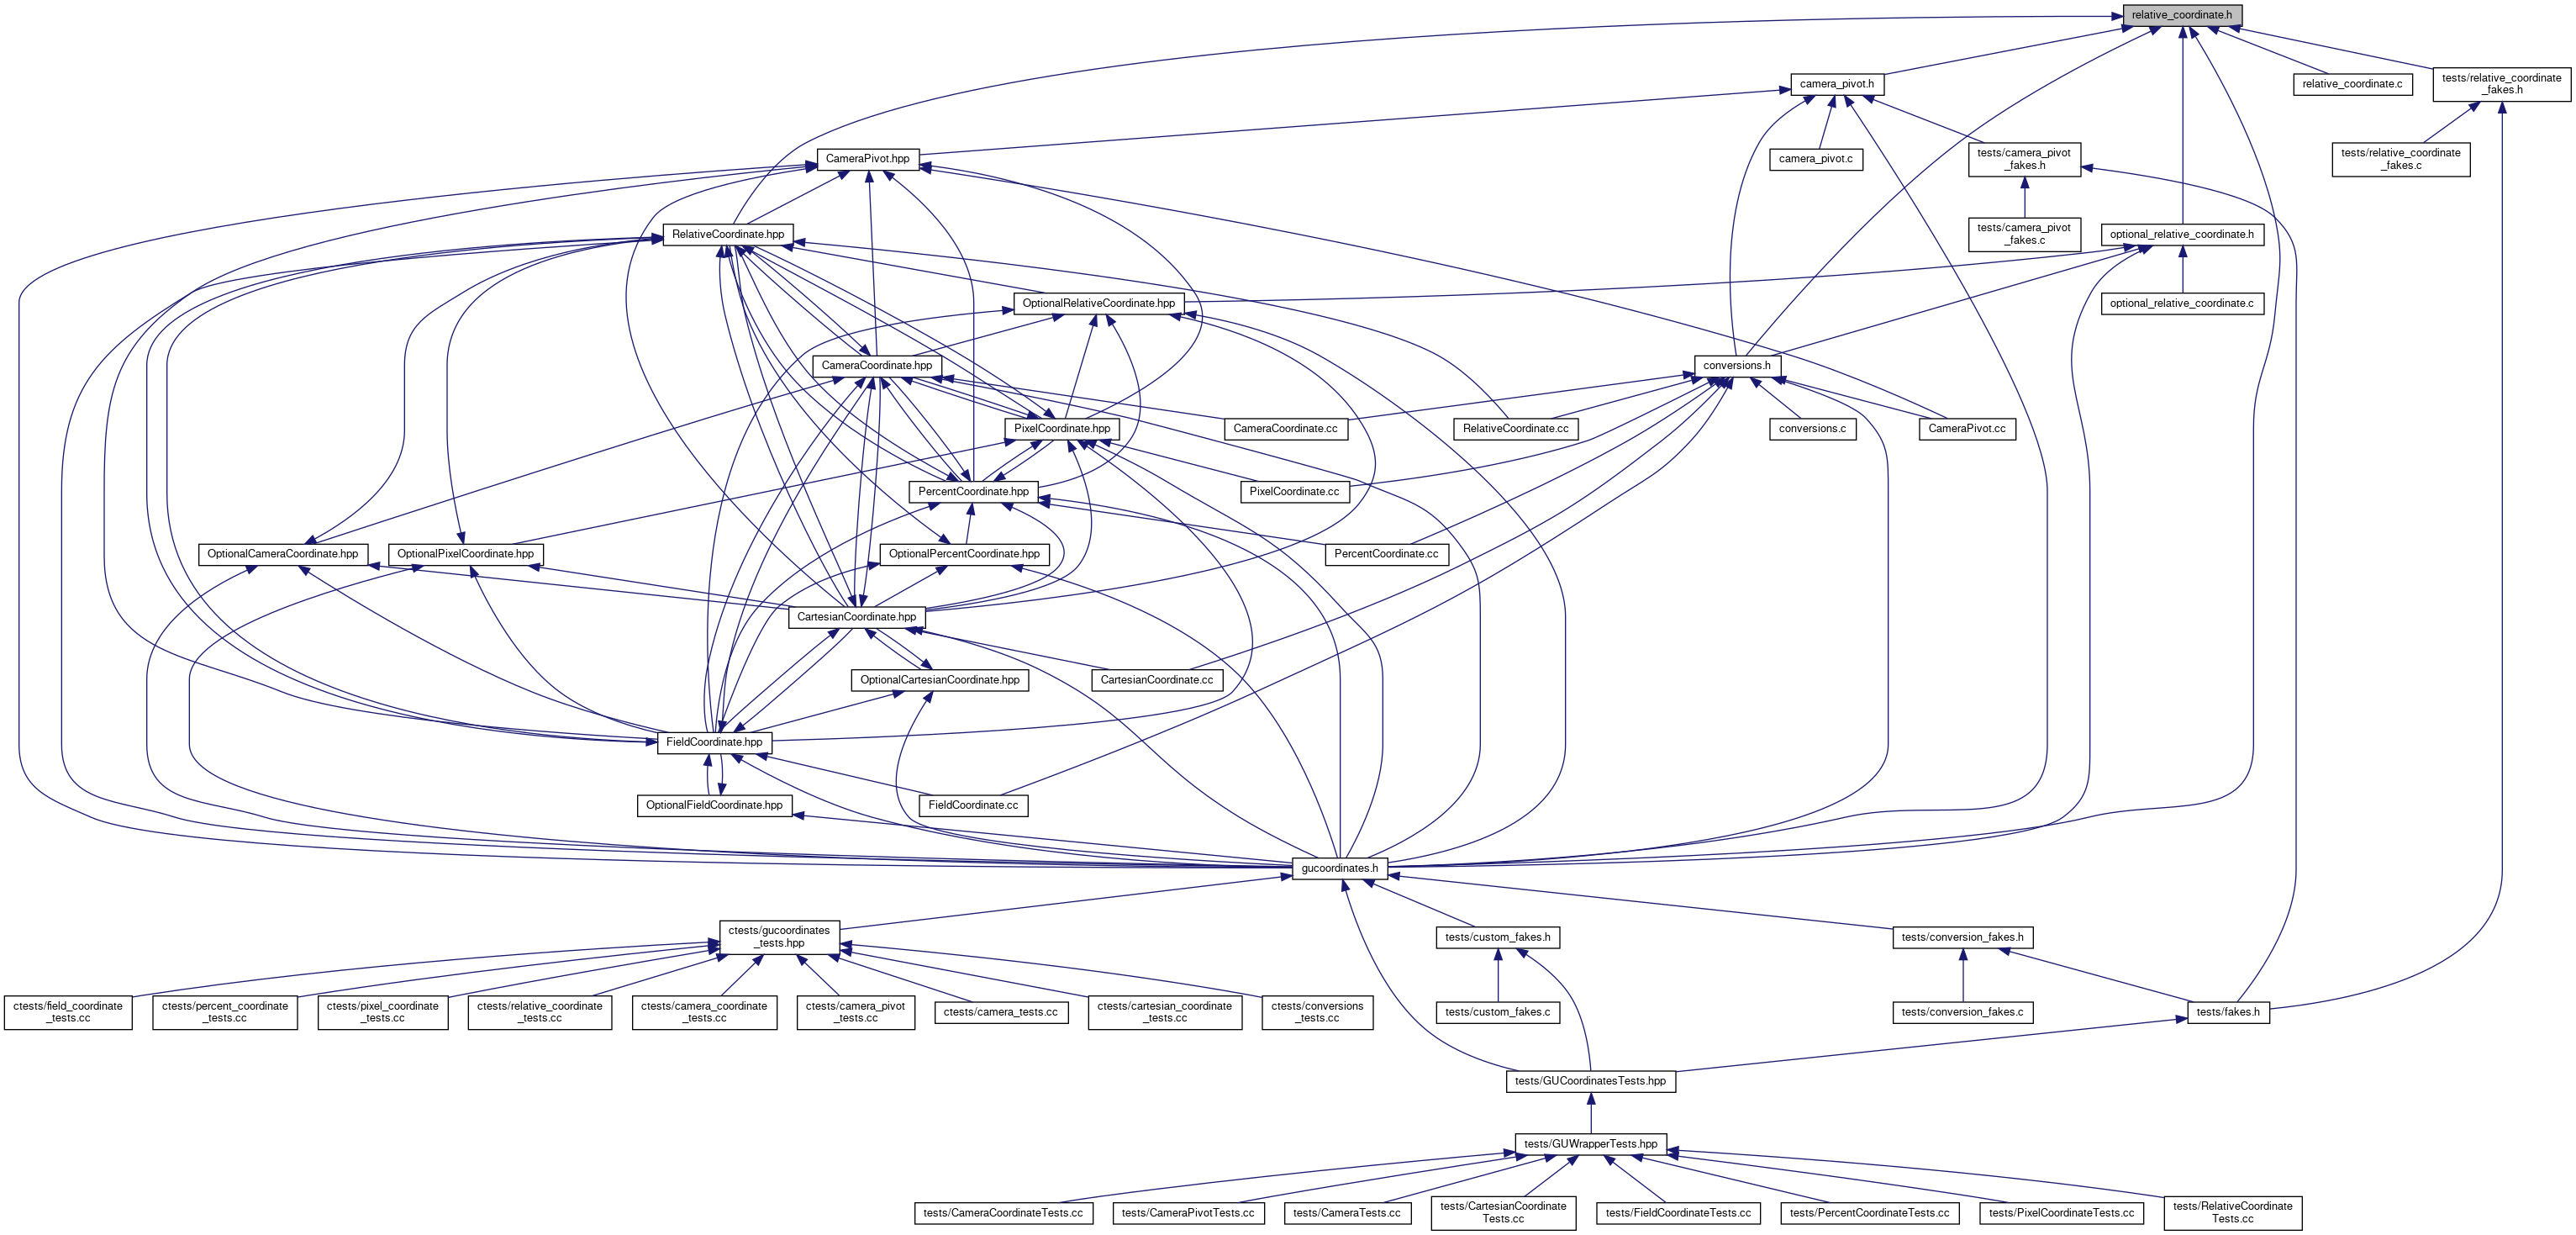 relative_coordinate.h
camera_pivot.h
relative_coordinate.c
tests/relative_coordinate
_fakes.h
CameraPivot.hpp
camera_pivot.c
tests/camera_pivot
_fakes.h
tests/relative_coordinate
_fakes.c
RelativeCoordinate.hpp
tests/camera_pivot
_fakes.c
optional_relative_coordinate.h
OptionalRelativeCoordinate.hpp
optional_relative_coordinate.c
CameraCoordinate.hpp
conversions.h
PixelCoordinate.hpp
CameraCoordinate.cc
RelativeCoordinate.cc
conversions.c
CameraPivot.cc
PercentCoordinate.hpp
PixelCoordinate.cc
OptionalCameraCoordinate.hpp
OptionalPixelCoordinate.hpp
OptionalPercentCoordinate.hpp
PercentCoordinate.cc
CartesianCoordinate.hpp
OptionalCartesianCoordinate.hpp
CartesianCoordinate.cc
FieldCoordinate.hpp
OptionalFieldCoordinate.hpp
FieldCoordinate.cc
gucoordinates.h
ctests/gucoordinates
_tests.hpp
tests/custom_fakes.h
tests/conversion_fakes.h
ctests/field_coordinate
_tests.cc
ctests/percent_coordinate
_tests.cc
ctests/pixel_coordinate
_tests.cc
ctests/relative_coordinate
_tests.cc
ctests/camera_coordinate
_tests.cc
ctests/camera_pivot
_tests.cc
ctests/camera_tests.cc
ctests/cartesian_coordinate
_tests.cc
ctests/conversions
_tests.cc
tests/custom_fakes.c
tests/conversion_fakes.c
tests/fakes.h
tests/GUCoordinatesTests.hpp
tests/GUWrapperTests.hpp
tests/CameraCoordinateTests.cc
tests/CameraPivotTests.cc
tests/CameraTests.cc
tests/CartesianCoordinate
Tests.cc
tests/FieldCoordinateTests.cc
tests/PercentCoordinateTests.cc
tests/PixelCoordinateTests.cc
tests/RelativeCoordinate
Tests.cc